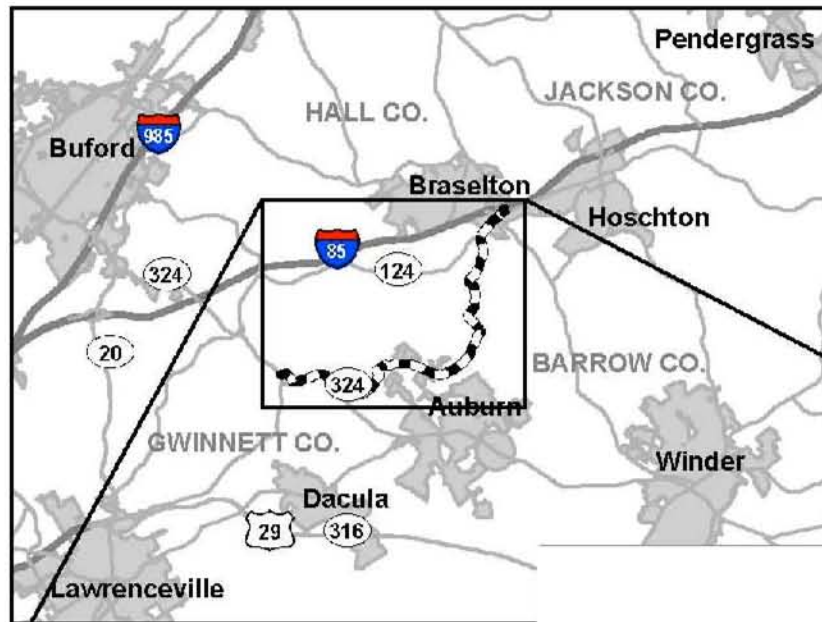 Pendergrass
JACKSON CO.
HALL CO.
985
Buford
Braselton
Hoschton
85
324
124
20
BARROW CO.
324
Auburn
GWINNETT CO.
Winder
Dacula
29
316
Lawrenceville